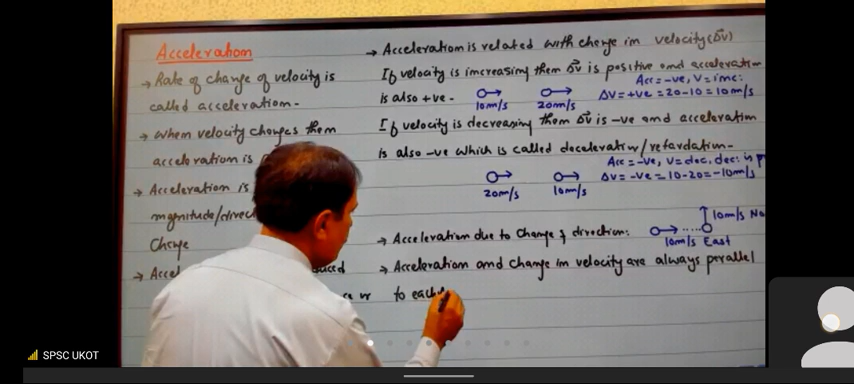 Acceleration
→ Rate of change of velocity is
called acceleration -
→ when velocity changes then
acceleration is
→ Acceleration is
magnitude/direc
change
→ Accel uced
or
→ Acceleration is related with change in velocity (Δv)
If velocity is increasing then Δv is positive and acceleration
Acc = -ve, V = inc:
is also +ve - 10m/s 20m/s ΔV = +ve = 20-10 = 10m/s
If velocity is decreasing then Δv is -ve and acceleration
is also -ve which is called deceleration/retardation -
Acc = -ve, V = dec, dec: in
20m/s 10m/s ΔV = -ve = 10-20 = -10m/s
→ Acceleration due to change of direction: 10m/s No
10m/s East
→ Acceleration and change in velocity are always parallel
to each
SPSC UKOT